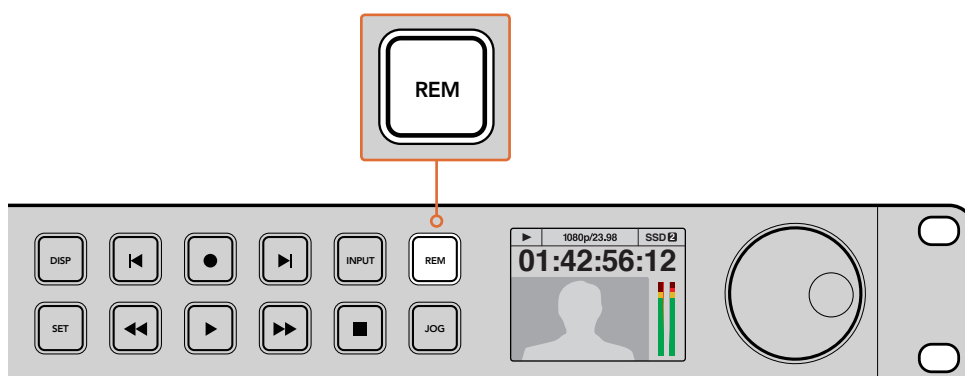 REM
DISP
INPUT
REM
1080p/23.98 SSD 2
01:42:56:12
SET
JOG